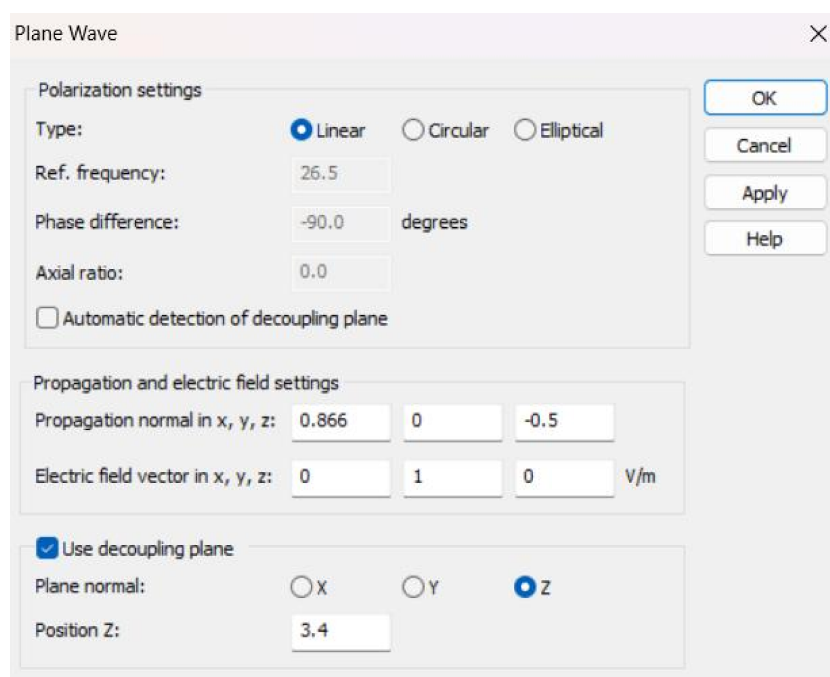 Plane Wave
Polarization settings
OK
Type: Linear Circular Elliptical
Cancel
Ref. frequency: 26.5
Apply
Phase difference: -90.0 degrees
Help
Axial ratio: 0.0
Automatic detection of decoupling plane
Propagation and electric field settings
Propagation normal in x, y, z: 0.866 0 -0.5
Electric field vector in x, y, z: 0 1 0 V/m
Use decoupling plane
Plane normal: X Y Z
Position Z: 3.4